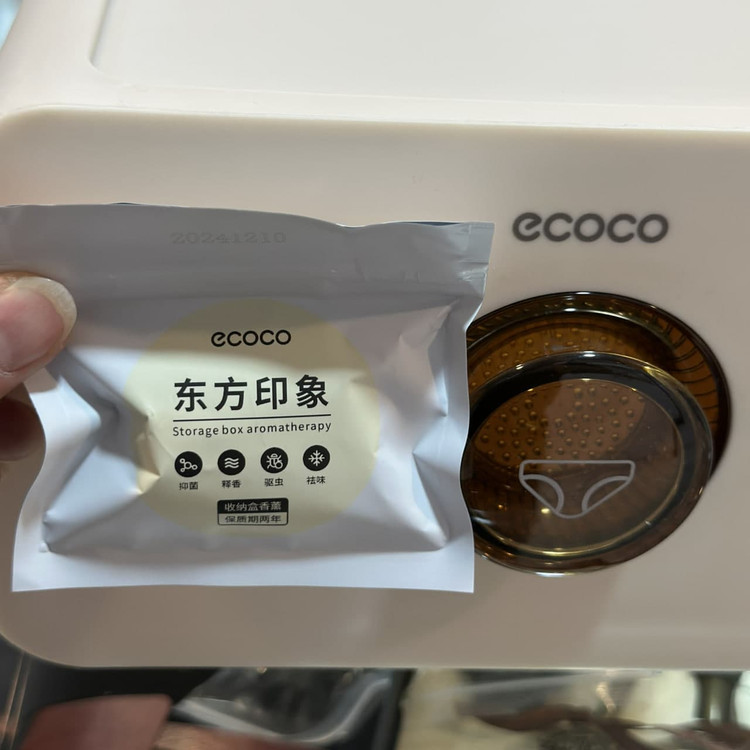 20241210
ecoco
东方印象
Storage box aromatherapy
抑菌 释香 驱虫 祛味
收纳盒香薰
保质期两年
ecoco